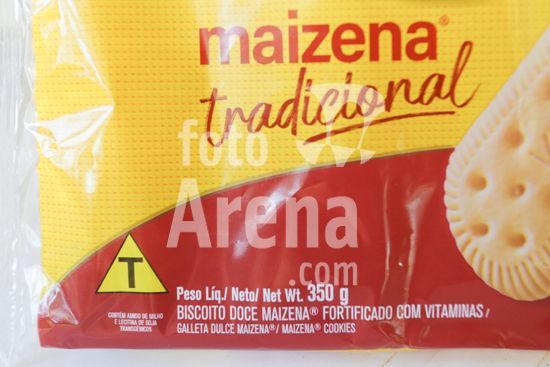 maizena®
tradicional
foto
Arena
.com
T
CONTÉM AMIDO DE MILHO
E LECITINA DE SOJA
TRANSGÊNICOS
Peso Líq./ Neto/ Net Wt. 350 g
BISCOITO DOCE MAIZENA® FORTIFICADO COM VITAMINAS /
GALLETA DULCE MAIZENA®/ MAIZENA® COOKIES